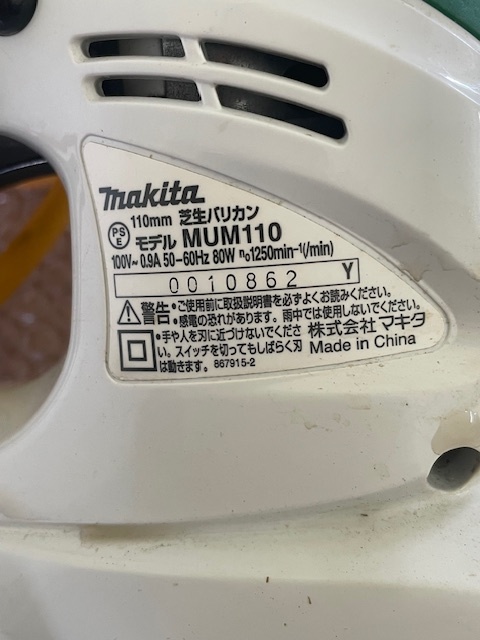 makita
110mm 芝生バリカン
PS
E
モデル MUM110
100V~ 0.9A 50-60Hz 80W n₀1250min⁻¹(/min)
0010862 Y
警告・ご使用前に取扱説明書を必ずよくお読みください。
・感電の恐れがあります。雨中では使用しないでください。
・手や人を刃に近づけないでくださ
い。スイッチを切ってもしばらく刃
は動きます。 867915-2
株式会社 マキタ
Made in China